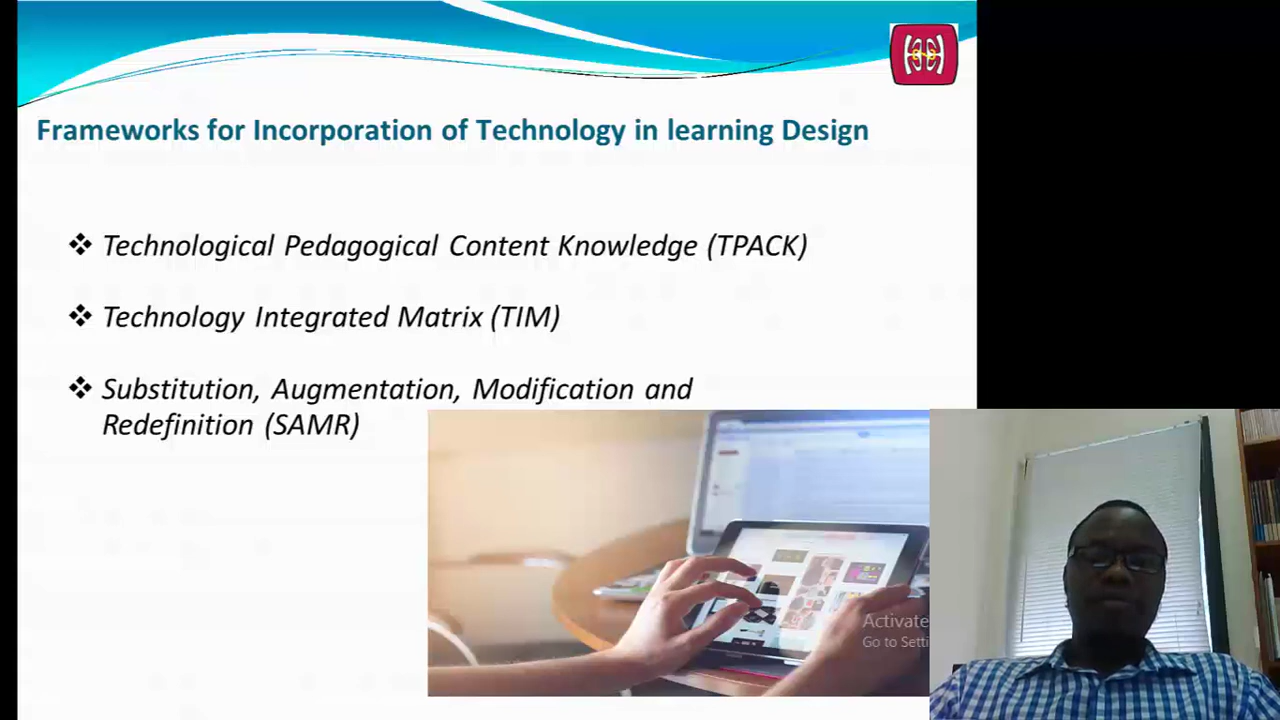 Frameworks for Incorporation of Technology in learning Design
Technological Pedagogical Content Knowledge (TPACK)
Technology Integrated Matrix (TIM)
Substitution, Augmentation, Modification and
Redefinition (SAMR)
Activate
Go to Setti